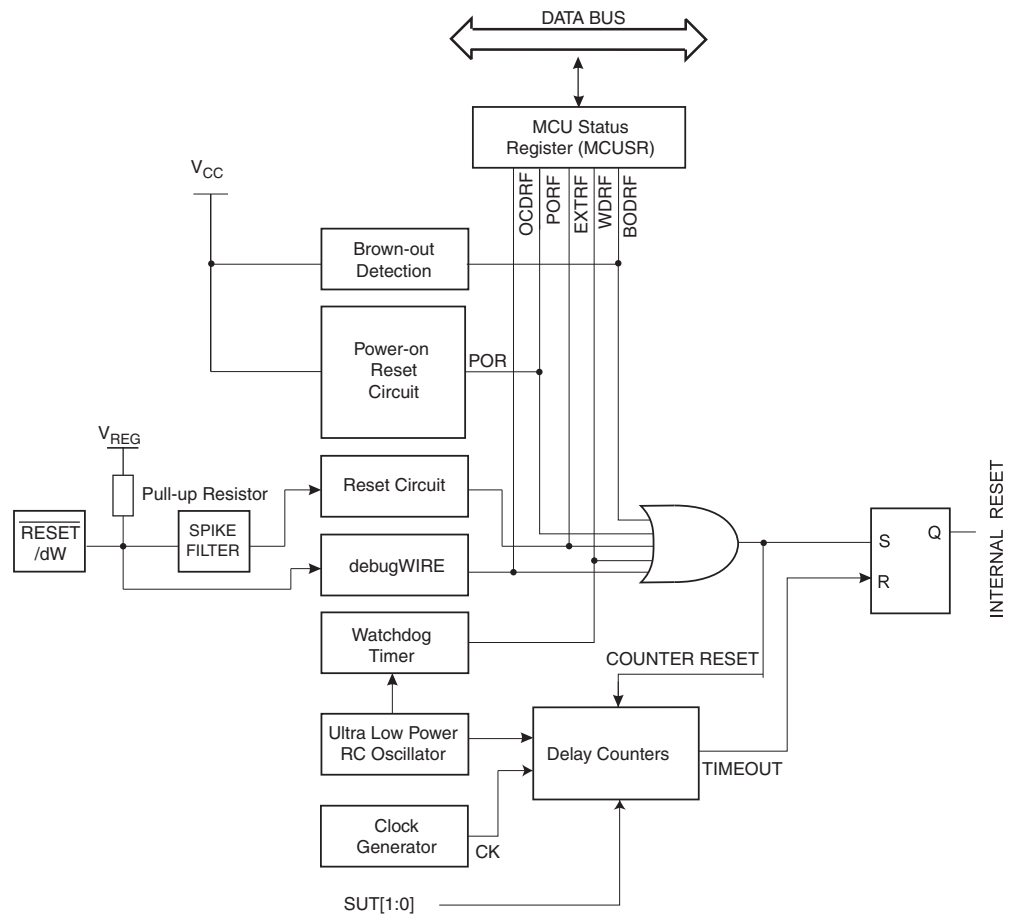 DATA BUS
MCU Status
Register (MCUSR)
OCDRF
PORF
EXTRF
WDRF
BODRF
VCC
Brown-out
Detection
Power-on
Reset
Circuit
POR
VREG
Pull-up Resistor
RESET
/dW
SPIKE
FILTER
Reset Circuit
debugWIRE
Watchdog
Timer
Ultra Low Power
RC Oscillator
Clock
Generator
CK
SUT[1:0]
Delay Counters
COUNTER RESET
TIMEOUT
S
R
Q
INTERNAL RESET